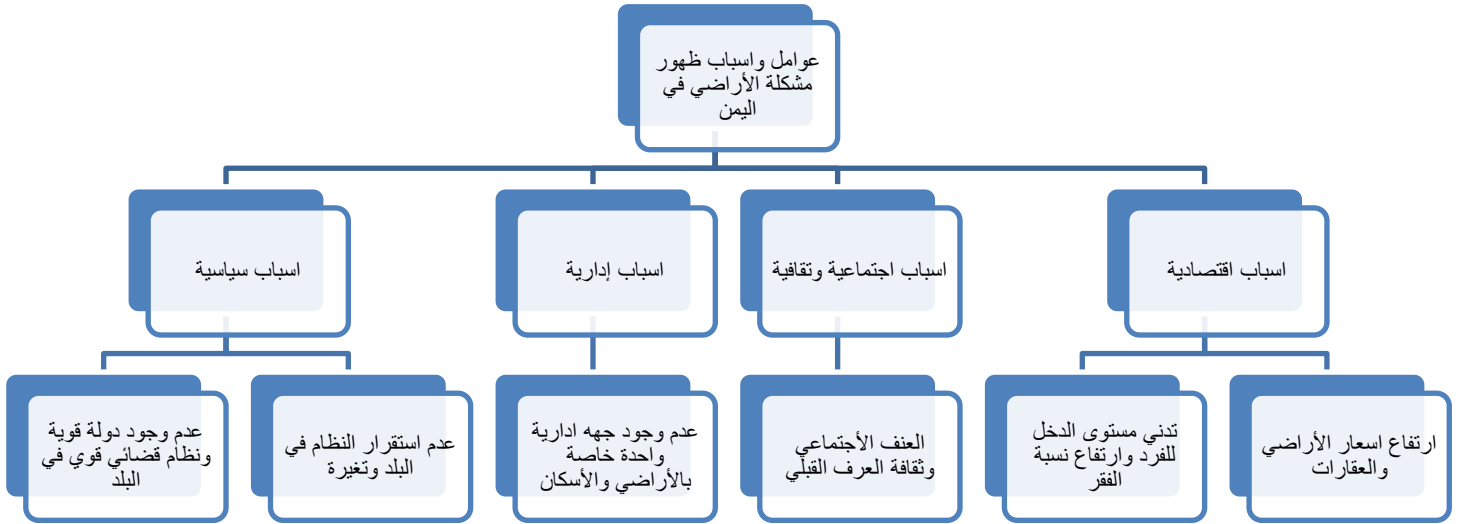 عوامل واسباب ظهور
مشكلة الأراضي في
اليمن
اسباب اقتصادية
اسباب اجتماعية وثقافية
اسباب إدارية
اسباب سياسية
ارتفاع اسعار الأراضي
والعقارات
تدني مستوى الدخل
للفرد وارتفاع نسبة
الفقر
العنف الأجتماعي
وثقافة العرف القبلي
عدم وجود جهه ادارية
واحدة خاصة
بالأراضي والأسكان
عدم استقرار النظام في
البلد وتغيرة
عدم وجود دولة قوية
ونظام قضائي قوي في
البلد